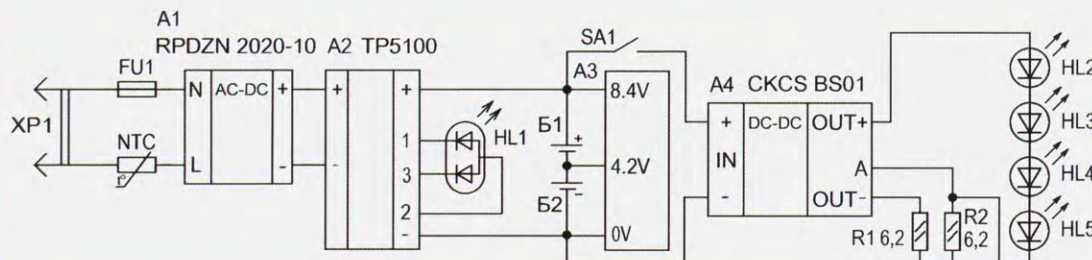 A1
RPDZN 2020-10 A2 TP5100
SA1
FU1
A3
HL2
N AC-DC + + + 8.4V
A4 CKCS BS01
XP1
Б1
+ DC-DC OUT+
HL3
NTC
1 HL1
+
IN
L - - 3
4.2V
A
HL4
t°
2
Б2 -
- OUT-
- 0V
R1 6,2
R2
6,2
HL5